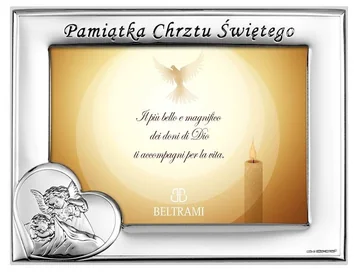 Pamiątka Chrztu Świętego
Il più bello e magnifico
dei doni di Dio
ti accompagni per la vita.
BELTRAMI